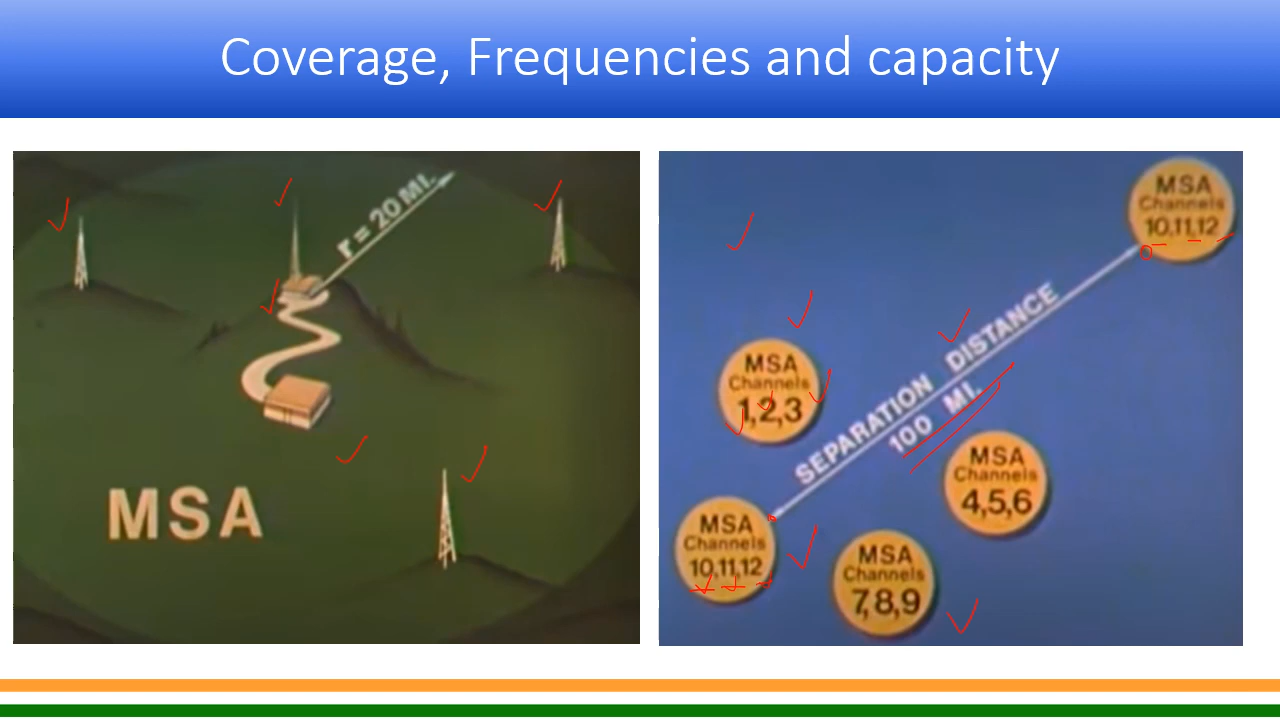 Coverage, Frequencies and capacity
r = 20 MI.
MSA
MSA
Channels
10,11,12
SEPARATION DISTANCE
100 MI.
MSA
Channels
1,2,3
MSA
Channels
4,5,6
MSA
Channels
10,11,12
MSA
Channels
7,8,9